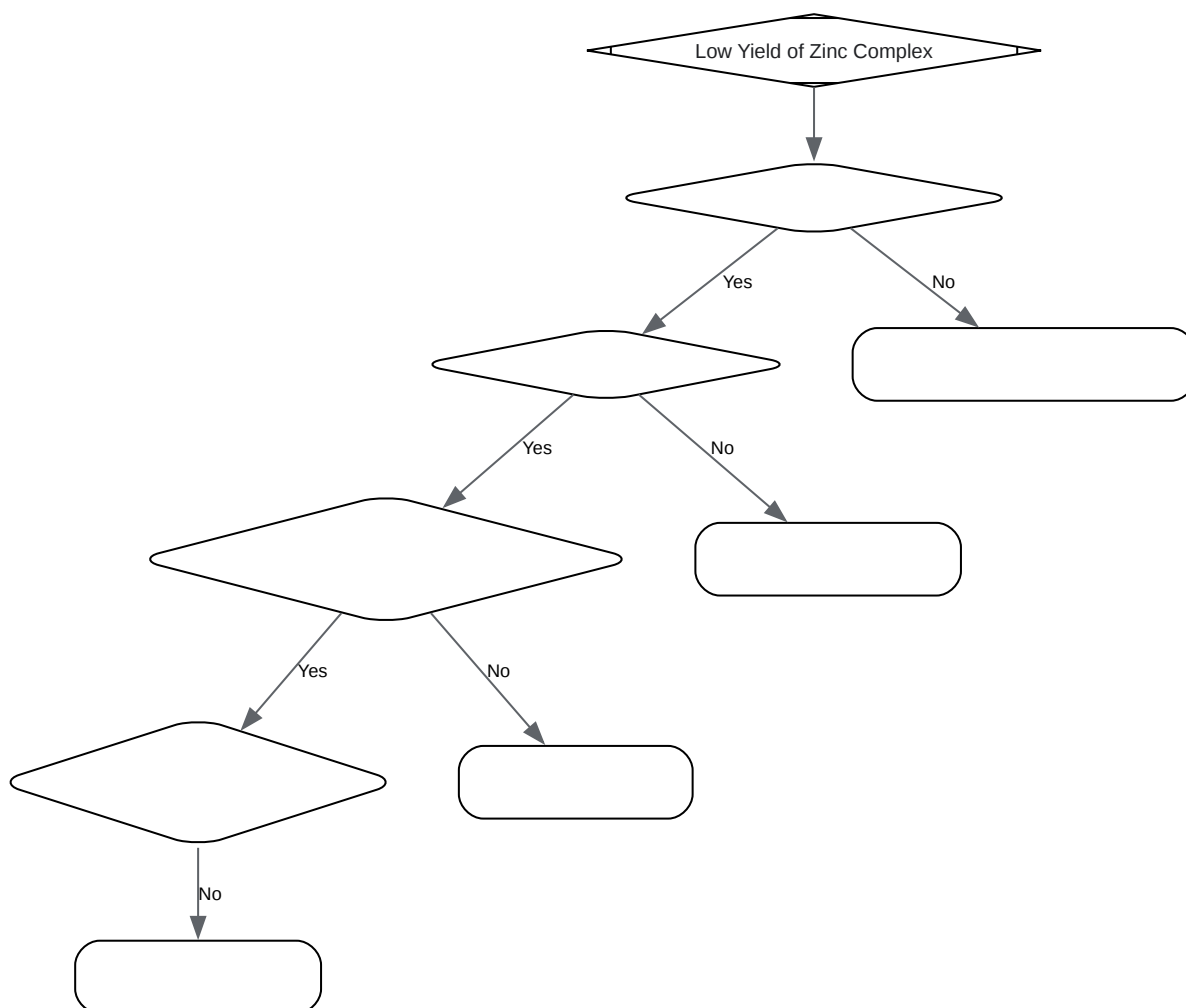 Low Yield of Zinc Complex
Yes
No
Yes
No
Yes
No
No